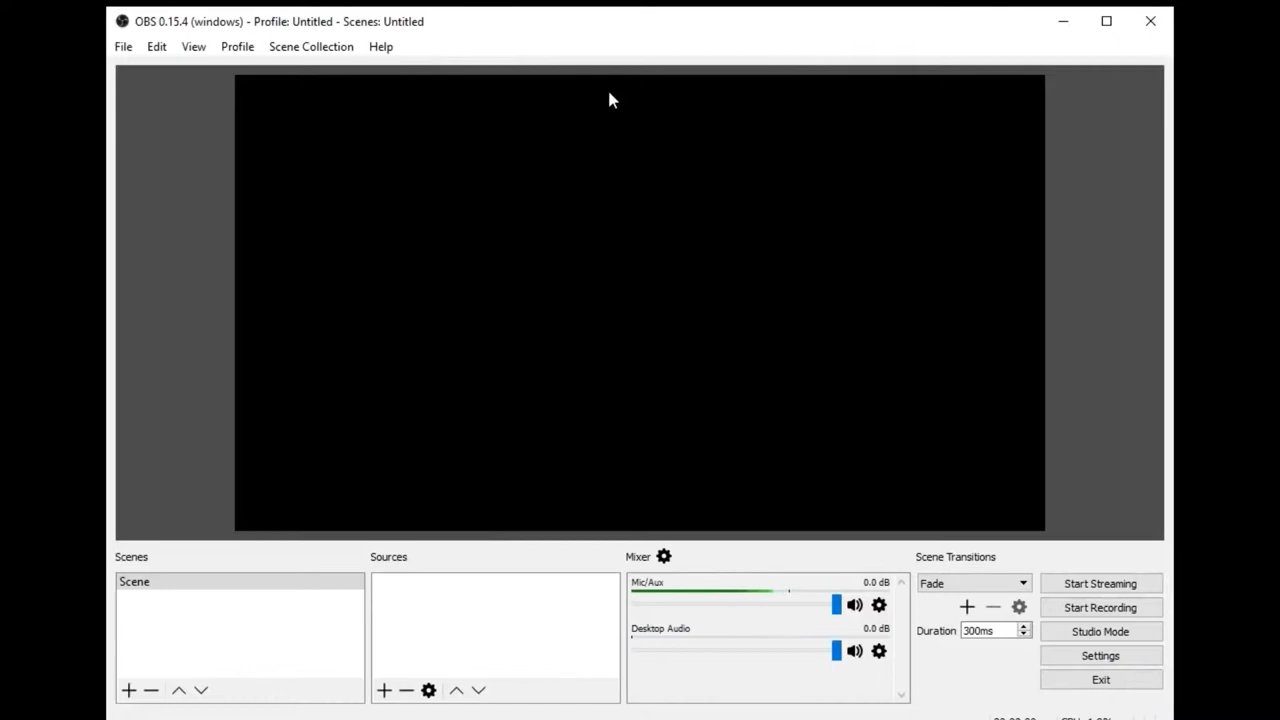 OBS 0.15.4 (windows) - Profile: Untitled - Scenes: Untitled
File Edit View Profile Scene Collection Help
Scenes
Scene
Sources
Mixer
Mic/Aux 0.0 dB
Desktop Audio 0.0 dB
Scene Transitions
Fade
Duration 300ms
Start Streaming
Start Recording
Studio Mode
Settings
Exit